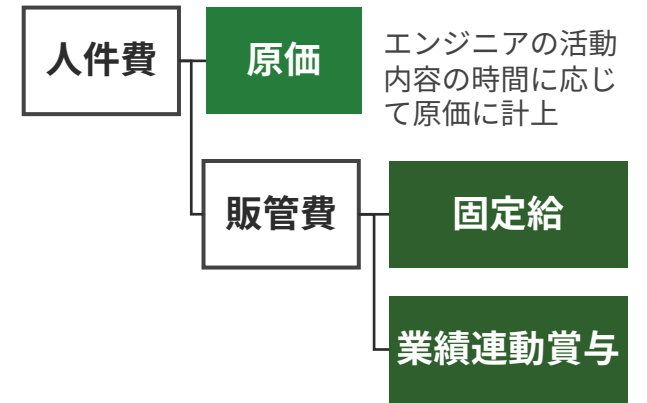 人件費
原価
エンジニアの活動
内容の時間に応じ
て原価に計上
販管費
固定給
業績連動賞与